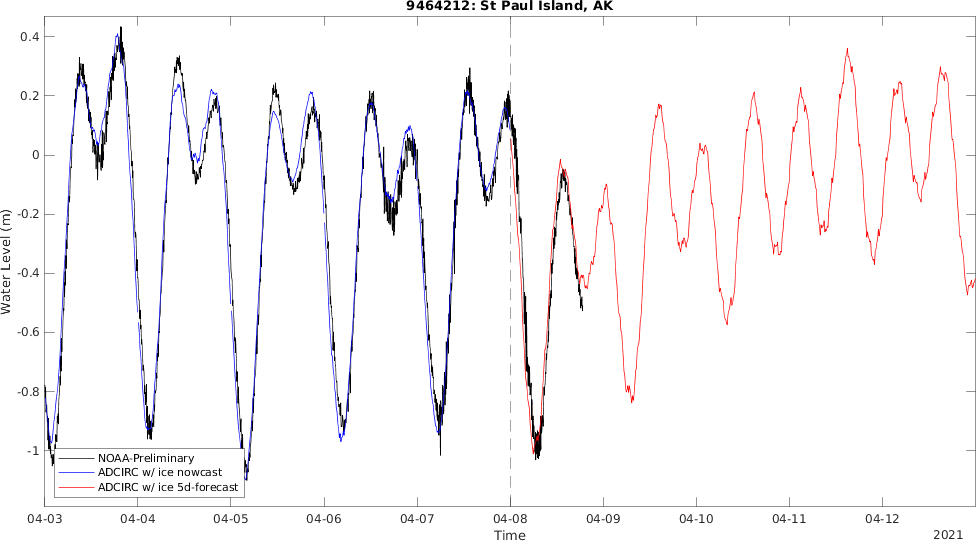 9464212: St Paul Island, AK
0.4
0.2
0
-0.2
-0.4
-0.6
-0.8
-1
Water Level (m)
NOAA-Preliminary
ADCIRC w/ ice nowcast
ADCIRC w/ ice 5d-forecast
04-03 04-04 04-05 04-06 04-07 04-08 04-09 04-10 04-11 04-12
Time
2021